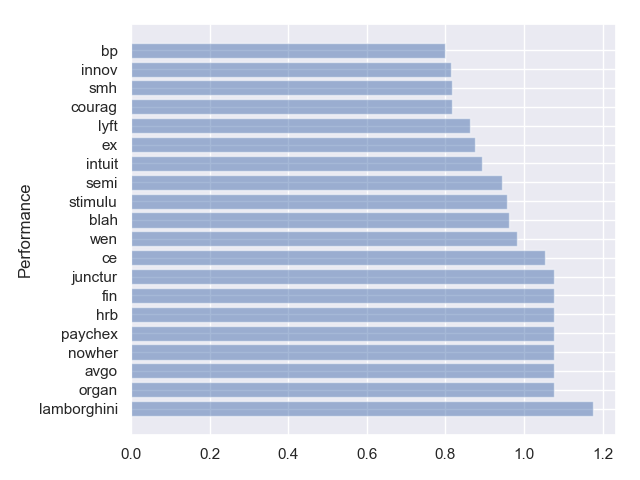 bp
innov
smh
courag
lyft
ex
intuit
semi
stimulu
blah
wen
ce
junctur
fin
hrb
paychex
nowher
avgo
organ
lamborghini
Performance
0.0 0.2 0.4 0.6 0.8 1.0 1.2